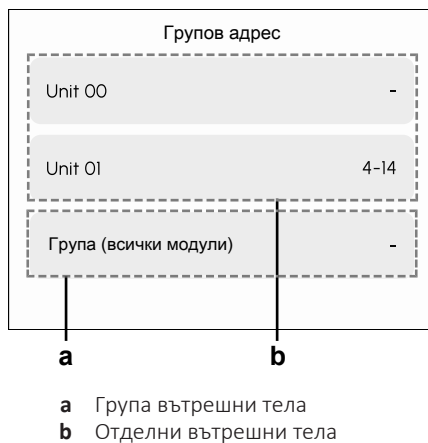 Групов адрес
Unit 00 -
Unit 01 4-14
Група (всички модули) -
a b
a Група вътрешни тела
b Отделни вътрешни тела